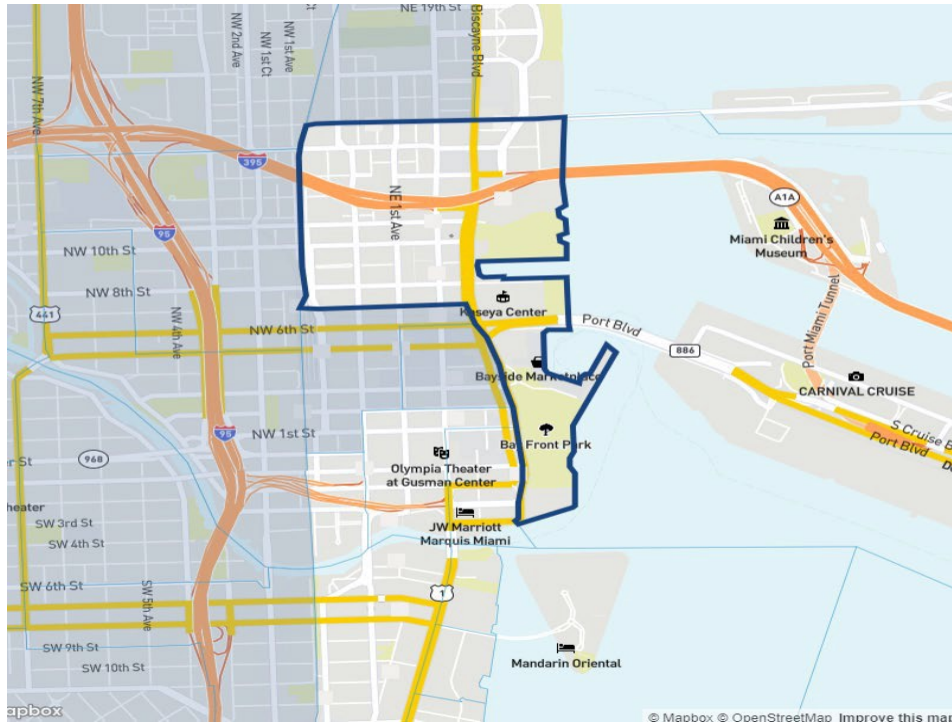 NE 19th St
Biscayne Blvd
NW 7th Ave
NW 2nd Ave
NW 1st Ct
NW 1st Ave
395
NE 1st Ave
A1A
Miami Children's
Museum
95
NW 10th St
NW 8th St
441
NW 4th Ave
NW 6th St
Kaseya Center
Port Blvd
886
Port Miami Tunnel
Bayside Marketplace
CARNIVAL CRUISE
S Cruise B
Port Blvd
D
95
NW 1st St
Bay Front Park
er St
968
Olympia Theater
at Gusman Center
heater
SW 3rd St
SW 4th St
JW Marriott
Marquis Miami
SW 6th St
SW 5th Ave
1
SW 9th St
SW 10th St
Mandarin Oriental
apbox
© Mapbox © OpenStreetMap Improve this map